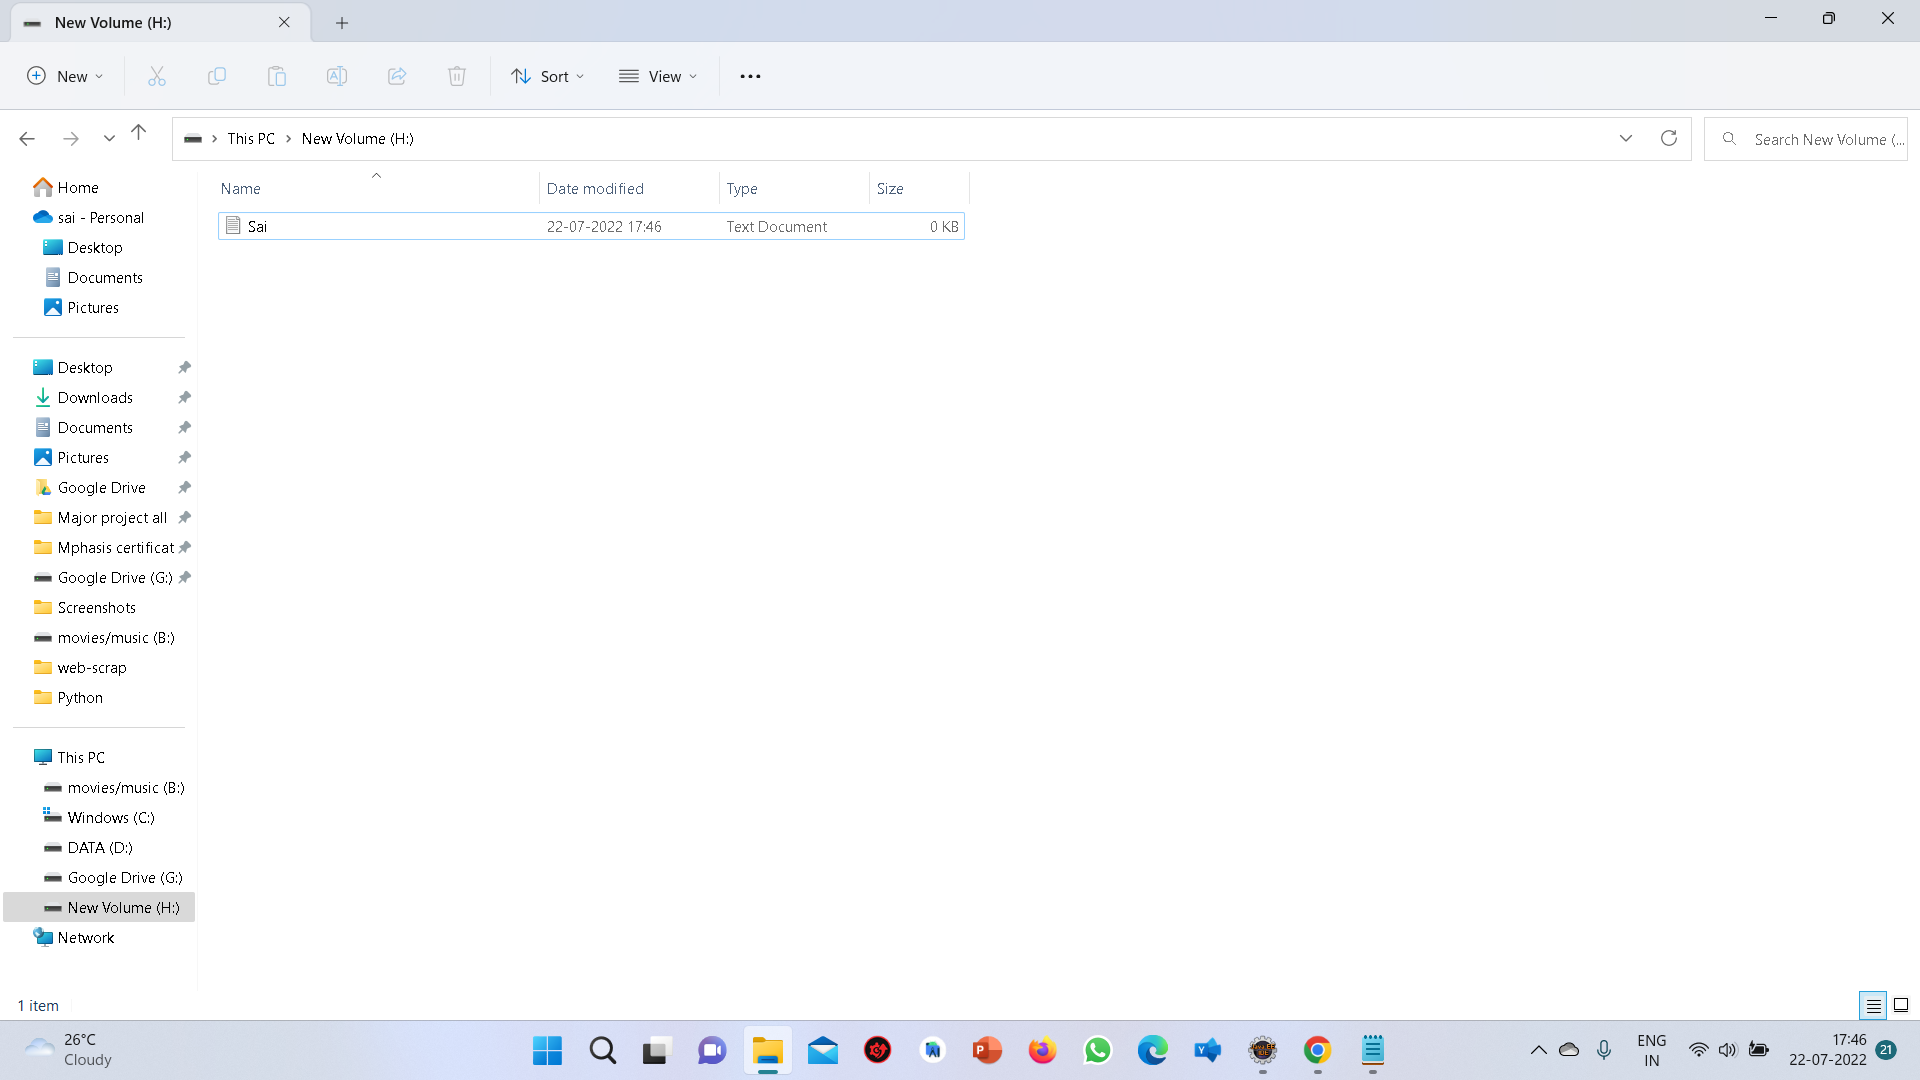 New Volume (H:)
New
Sort
View
This PC
New Volume (H:)
Search New Volume (...
Name
Date modified
Type
Size
Sai
22-07-2022 17:46
Text Document
0 KB
Home
sai - Personal
Desktop
Documents
Pictures
Desktop
Downloads
Documents
Pictures
Google Drive
Major project all
Mphasis certificat
Google Drive (G:)
Screenshots
movies/music (B:)
web-scrap
Python
This PC
movies/music (B:)
Windows (C:)
DATA (D:)
Google Drive (G:)
New Volume (H:)
Network
1 item
26°C
Cloudy
ENG
IN
17:46
22-07-2022
21